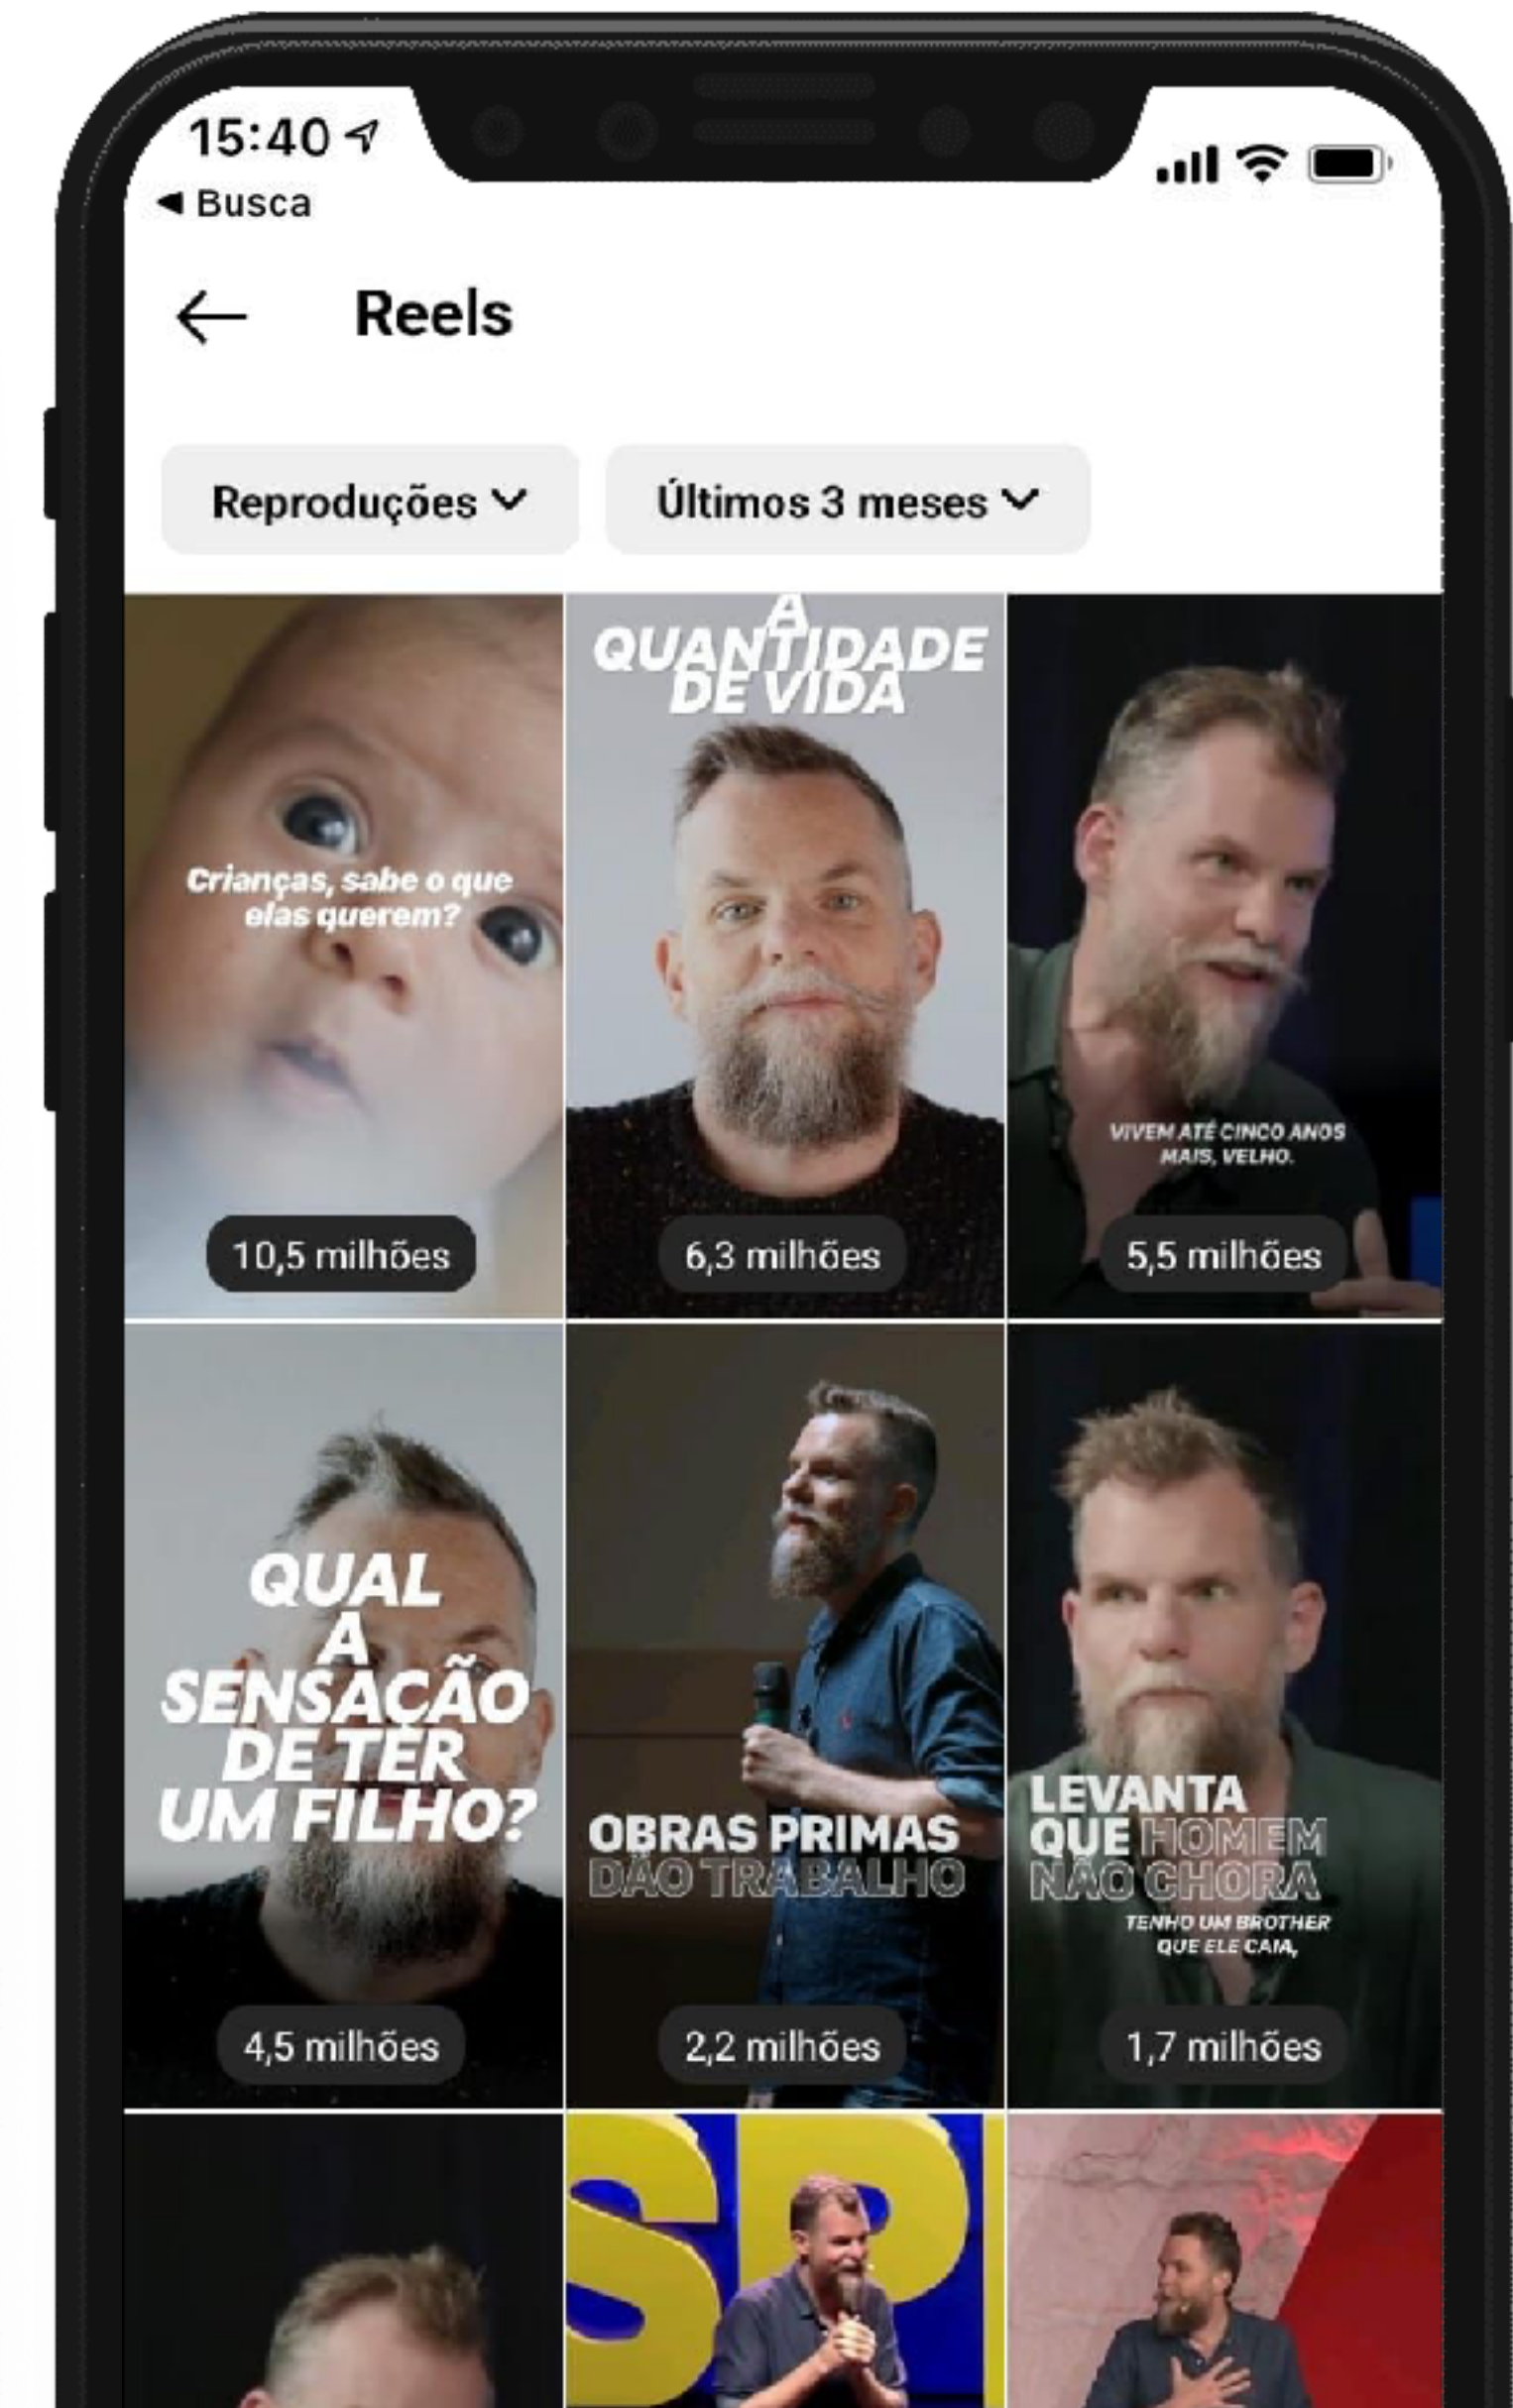 15:40
Busca
Reels
Reproduções
Últimos 3 meses
Crianças, sabe o que
elas querem?
10,5 milhões
A
QUANTIDADE
DE VIDA
6,3 milhões
VIVEM ATÉ CINCO ANOS
MAIS, VELHO.
5,5 milhões
QUAL
A
SENSAÇÃO
DE TER
UM FILHO?
4,5 milhões
OBRAS PRIMAS
DÃO TRABALHO
2,2 milhões
LEVANTA
QUE HOMEM
NÃO CHORA
TENHO UM BROTHER
QUE ELE CAIA,
1,7 milhões
SP